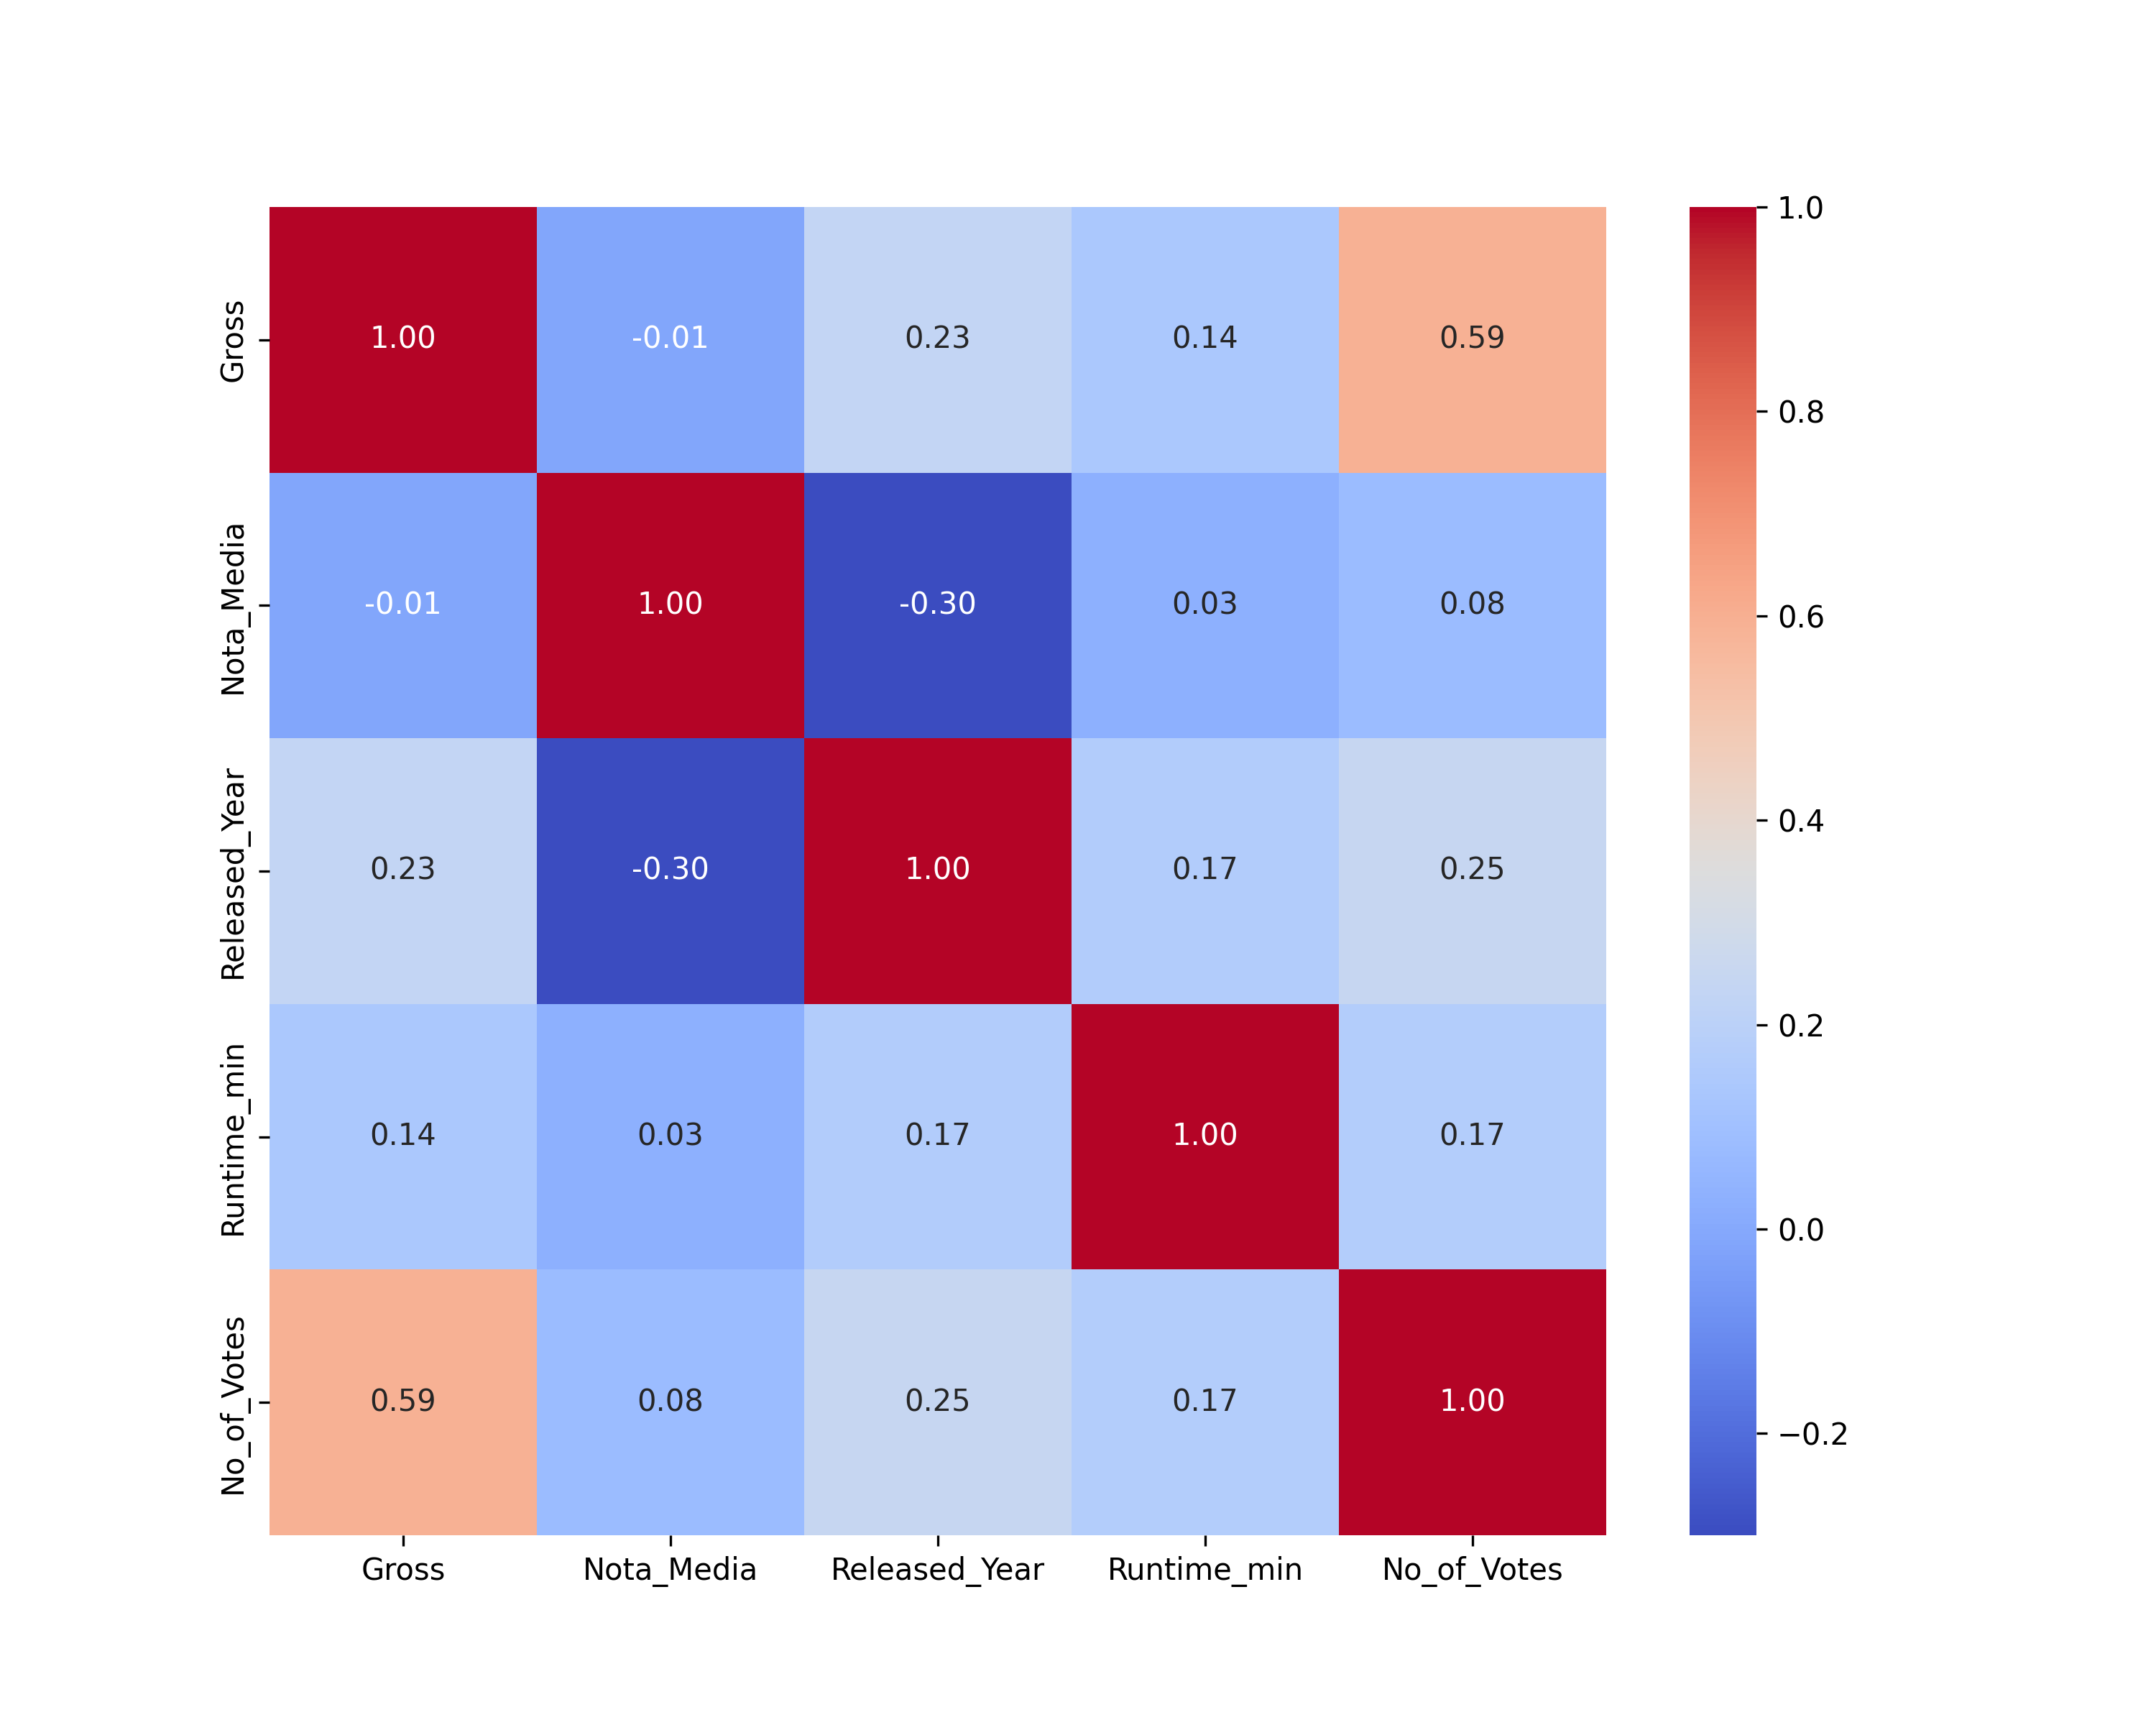 1.0
Gross 1.00 -0.01 0.23 0.14 0.59
0.8
Nota_Media -0.01 1.00 -0.30 0.03 0.08
0.6
0.4
Released_Year 0.23 -0.30 1.00 0.17 0.25
0.2
Runtime_min 0.14 0.03 0.17 1.00 0.17
0.0
No_of_Votes 0.59 0.08 0.25 0.17 1.00
−0.2
Gross Nota_Media Released_Year Runtime_min No_of_Votes